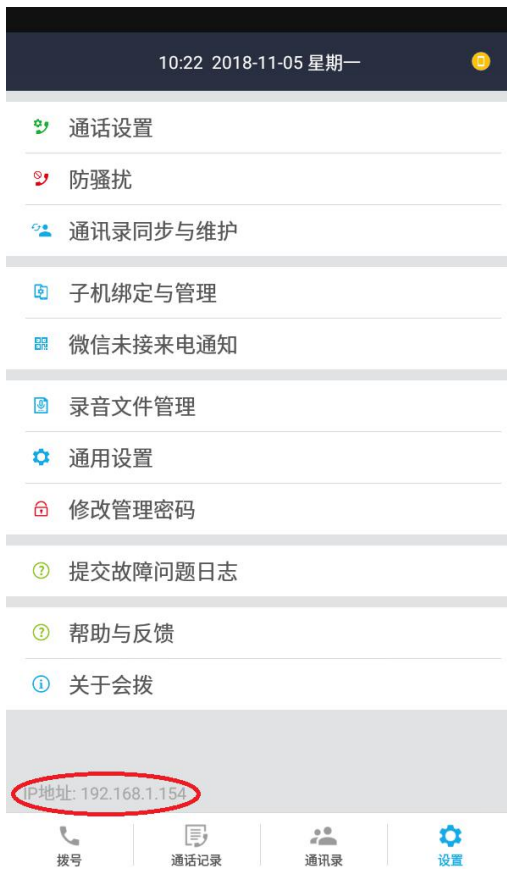 10:22 2018-11-05 星期一
通话设置
防骚扰
通讯录同步与维护
子机绑定与管理
微信未接来电通知
录音文件管理
通用设置
修改管理密码
提交故障问题日志
帮助与反馈
关于会拨
IP地址: 192.168.1.154
拨号 通话记录 通讯录 设置